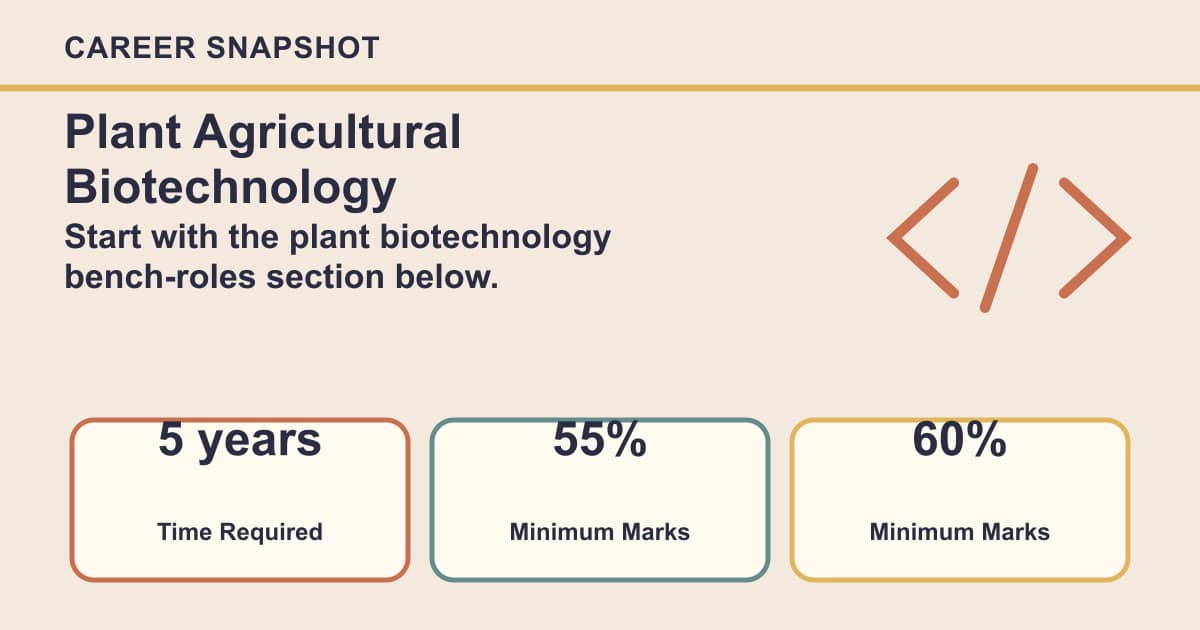 CAREER SNAPSHOT
Plant Agricultural
Biotechnology
Start with the plant biotechnology
bench-roles section below.
5 years
Time Required
55%
Minimum Marks
60%
Minimum Marks